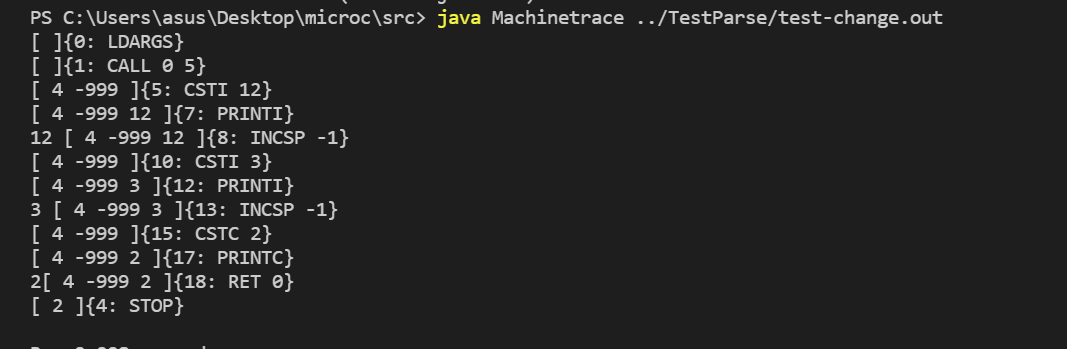 PS C:\Users\asus\Desktop\microc\src> java Machinetrace ../TestParse/test-change.out
[ ]{0: LDARGS}
[ ]{1: CALL 0 5}
[ 4 -999 ]{5: CSTI 12}
[ 4 -999 12 ]{7: PRINTI}
12 [ 4 -999 12 ]{8: INCSP -1}
[ 4 -999 ]{10: CSTI 3}
[ 4 -999 3 ]{12: PRINTI}
3 [ 4 -999 3 ]{13: INCSP -1}
[ 4 -999 ]{15: CSTC 2}
[ 4 -999 2 ]{17: PRINTC}
2[ 4 -999 2 ]{18: RET 0}
[ 2 ]{4: STOP}